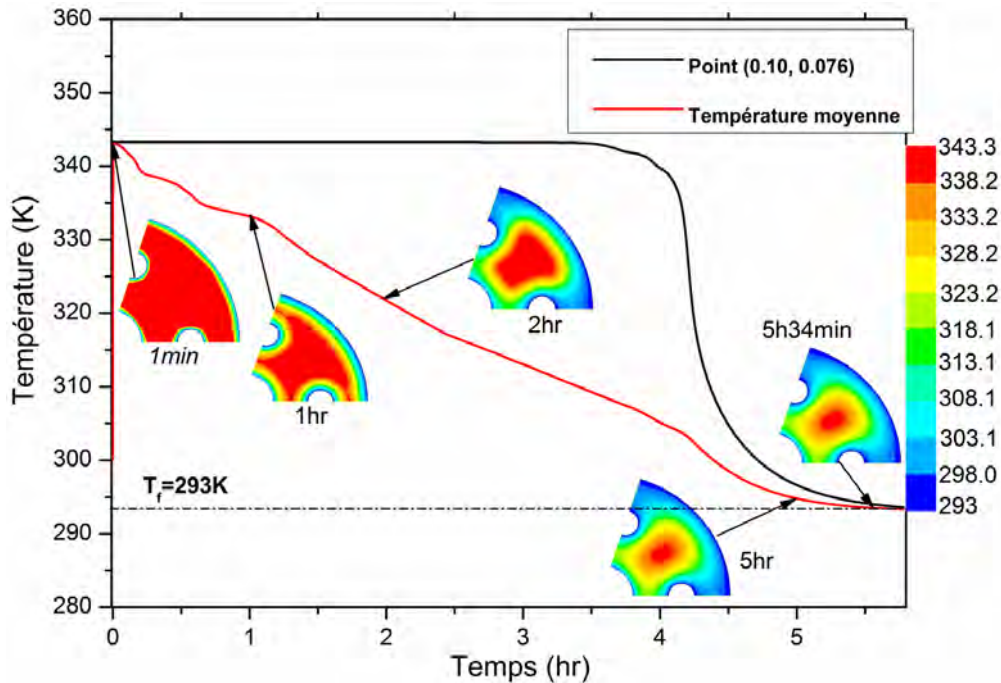 360
350
340
330
320
310
300
290
280
Température (K)
Point (0.10, 0.076)
Température moyenne
343.3
338.2
333.2
328.2
323.2
318.1
313.1
308.1
303.1
298.0
293
1min
1hr
2hr
5h34min
T_f=293K
5hr
0 1 2 3 4 5
Temps (hr)